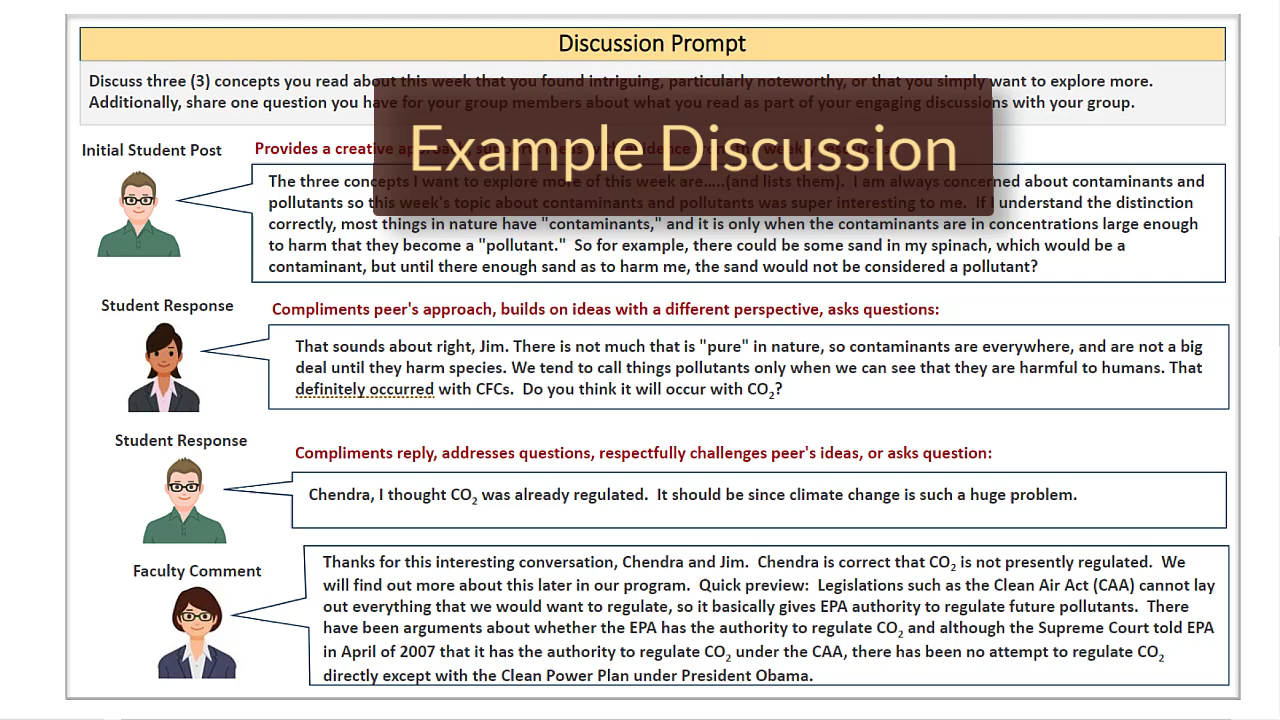 Discussion Prompt
Discuss three (3) concepts you read about this week that you found intriguing, particularly noteworthy, or that you simply want to explore more.
Additionally, share one question you have for your group members about what you read as part of your engaging discussions with your group.
Example Discussion
Initial Student Post
Provides a creative approach,
The three concepts I want to explore more of this week are.....(and lists them). I am always concerned about contaminants and
pollutants so this week's topic about contaminants and pollutants was super interesting to me. If I understand the distinction
correctly, most things in nature have "contaminants," and it is only when the contaminants are in concentrations large enough
to harm that they become a "pollutant." So for example, there could be some sand in my spinach, which would be a
contaminant, but until there enough sand as to harm me, the sand would not be considered a pollutant?
Student Response
Compliments peer's approach, builds on ideas with a different perspective, asks questions:
That sounds about right, Jim. There is not much that is "pure" in nature, so contaminants are everywhere, and are not a big
deal until they harm species. We tend to call things pollutants only when we can see that they are harmful to humans. That
definitely occurred with CFCs. Do you think it will occur with CO₂?
Student Response
Compliments reply, addresses questions, respectfully challenges peer's ideas, or asks question:
Chendra, I thought CO₂ was already regulated. It should be since climate change is such a huge problem.
Faculty Comment
Thanks for this interesting conversation, Chendra and Jim. Chendra is correct that CO₂ is not presently regulated. We
will find out more about this later in our program. Quick preview: Legislations such as the Clean Air Act (CAA) cannot lay
out everything that we would want to regulate, so it basically gives EPA authority to regulate future pollutants. There
have been arguments about whether the EPA has the authority to regulate CO₂ and although the Supreme Court told EPA
in April of 2007 that it has the authority to regulate CO₂ under the CAA, there has been no attempt to regulate CO₂
directly except with the Clean Power Plan under President Obama.